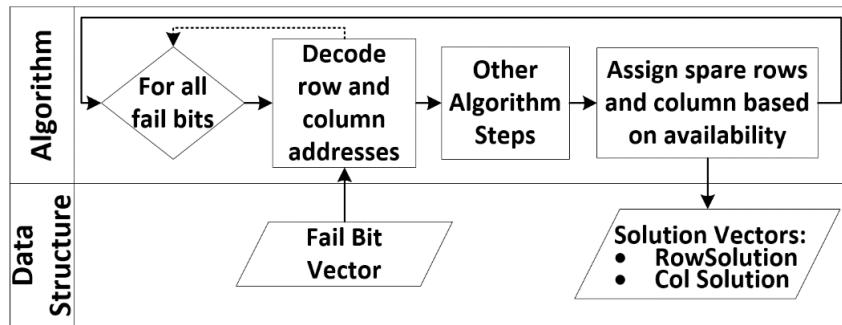 Algorithm
For all
fail bits
Decode
row and
column
addresses
Other
Algorithm
Steps
Assign spare rows
and column based
on availability
Data
Structure
Fail Bit
Vector
Solution Vectors:
● RowSolution
● Col Solution